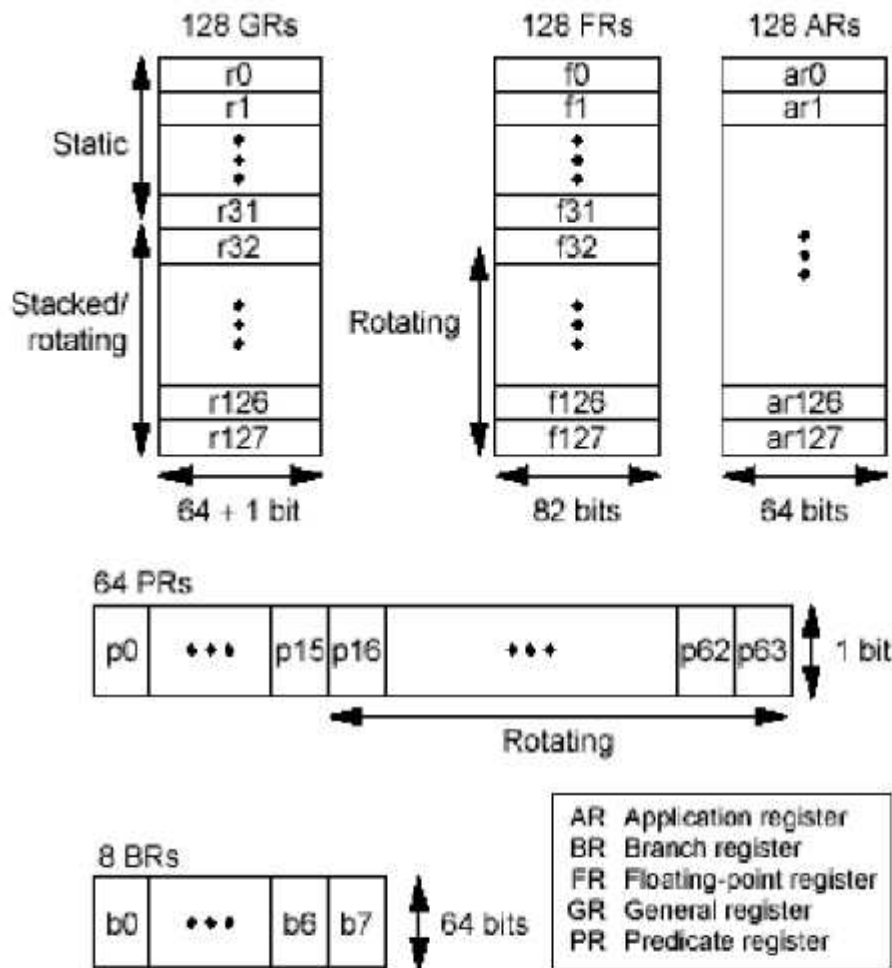 128 GRs
128 FRs
128 ARs
r0
f0
ar0
r1
f1
ar1
Static
r31
f31
r32
f32
Stacked/
rotating
Rotating
r126
f126
ar126
r127
f127
ar127
64 + 1 bit
82 bits
64 bits
64 PRs
p0
p15
p16
p62
p63
1 bit
Rotating
8 BRs
b0
b6
b7
64 bits
AR Application register
BR Branch register
FR Floating-point register
GR General register
PR Predicate register